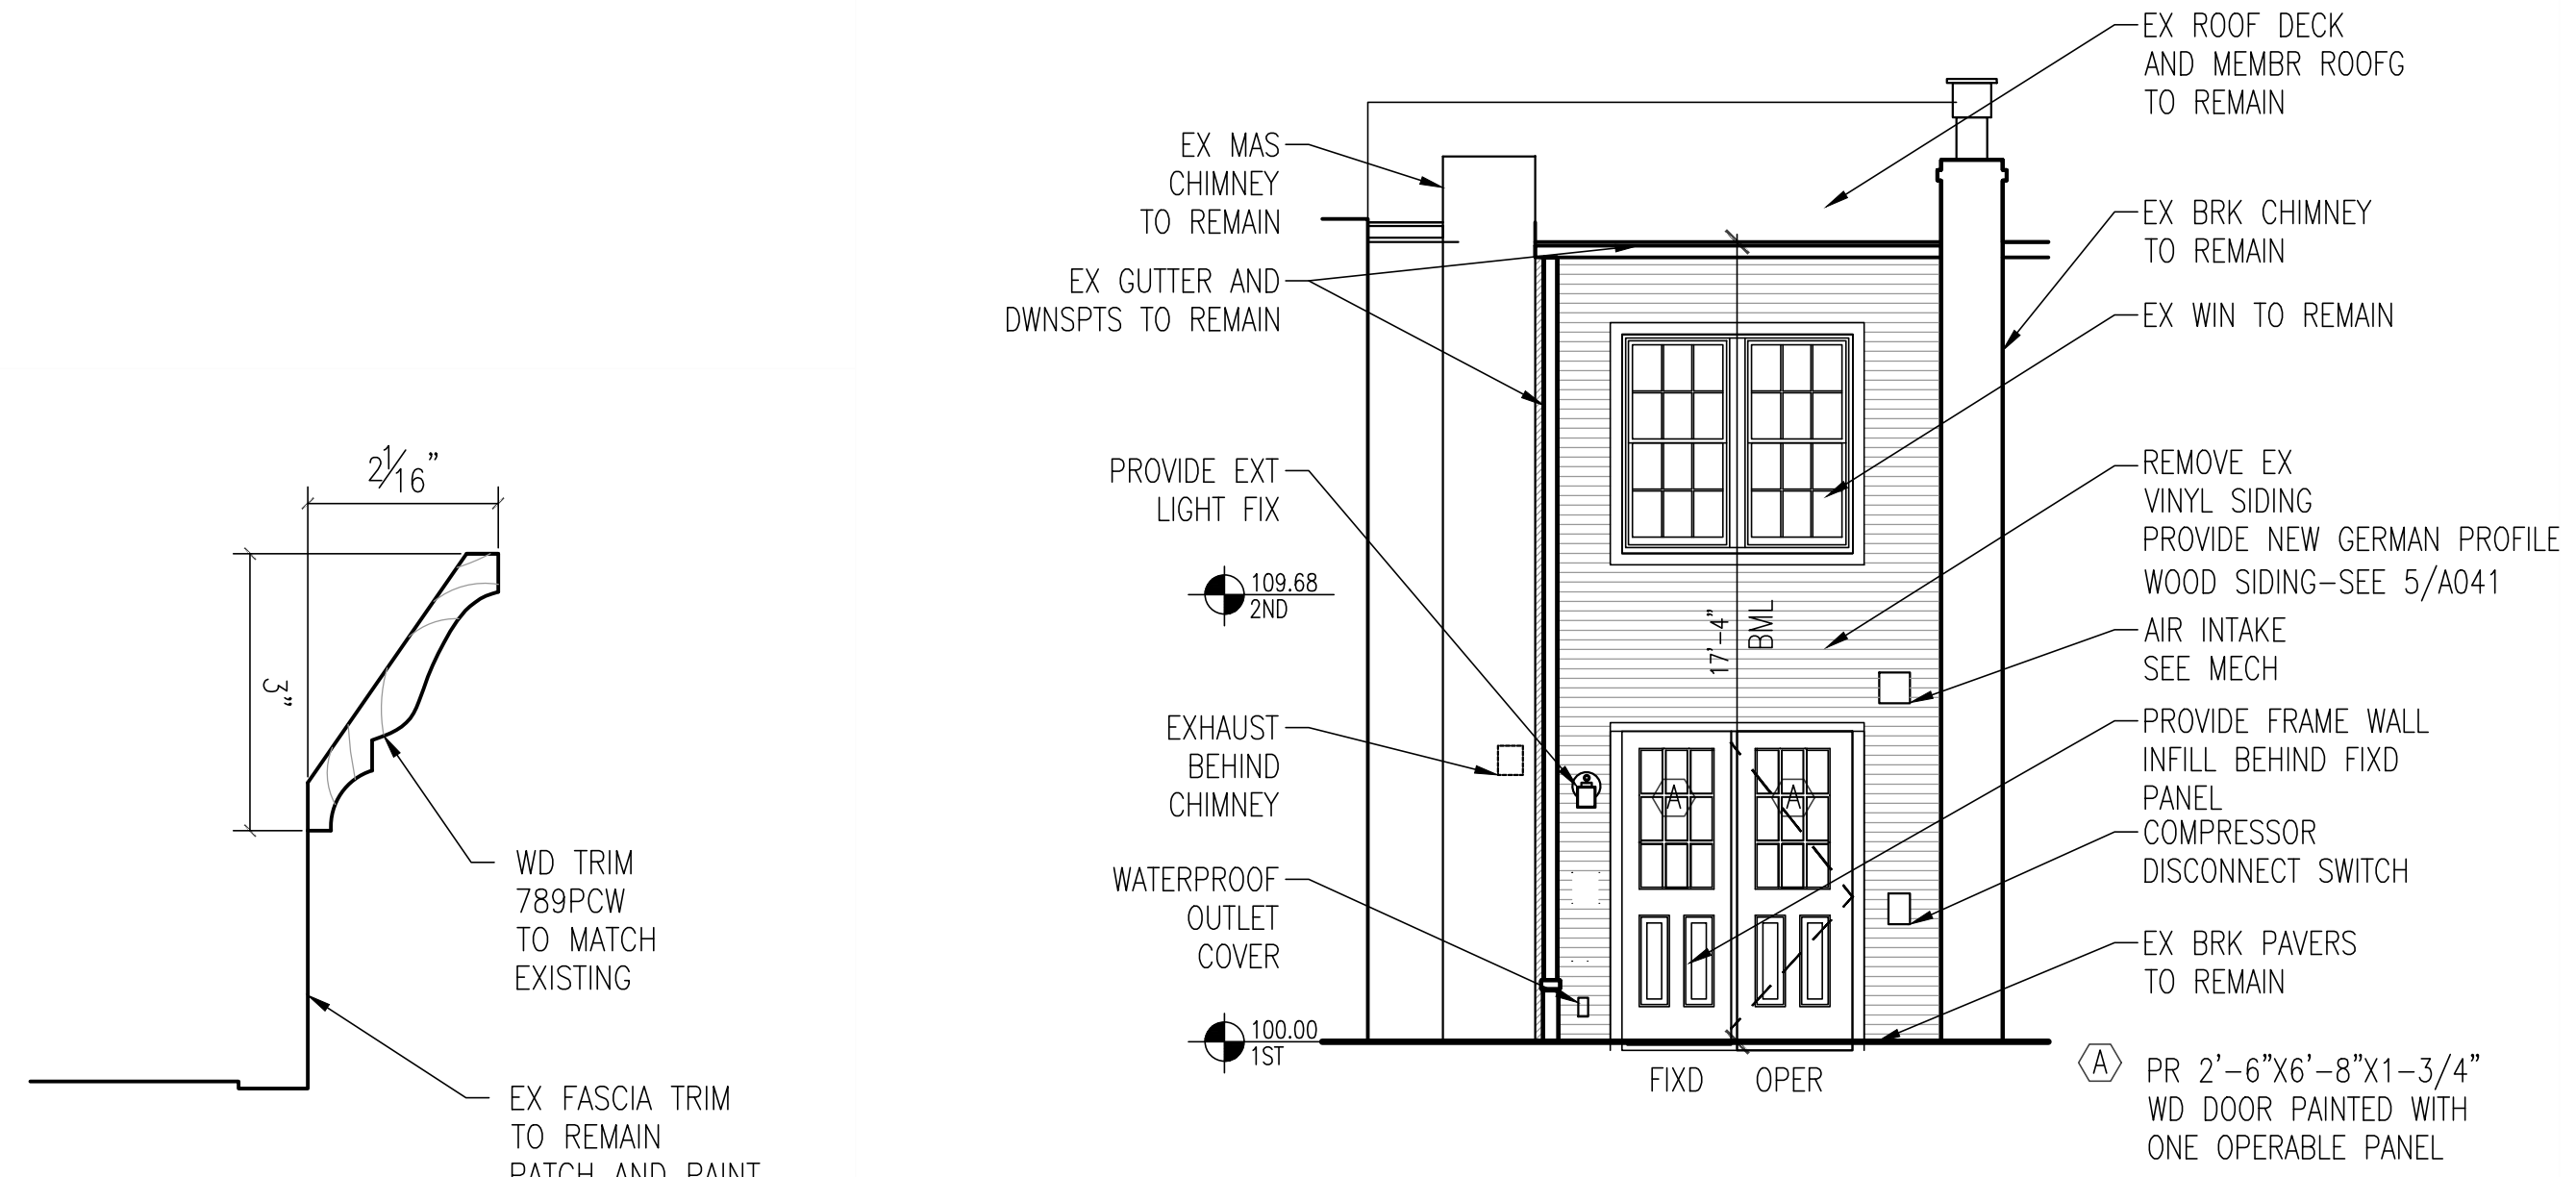 2 1/16"
3"
WD TRIM
789PCW
TO MATCH
EXISTING
EX FASCIA TRIM
TO REMAIN
PATCH AND PAINT
EX MAS
CHIMNEY
TO REMAIN
EX GUTTER AND
DWNSPTS TO REMAIN
PROVIDE EXT
LIGHT FIX
109.68
2ND
EXHAUST
BEHIND
CHIMNEY
WATERPROOF
OUTLET
COVER
100.00
1ST
17'-4"
BML
A
A
FIXD
OPER
EX ROOF DECK
AND MEMBR ROOFG
TO REMAIN
EX BRK CHIMNEY
TO REMAIN
EX WIN TO REMAIN
REMOVE EX
VINYL SIDING
PROVIDE NEW GERMAN PROFILE
WOOD SIDING-SEE 5/A041
AIR INTAKE
SEE MECH
PROVIDE FRAME WALL
INFILL BEHIND FIXD
PANEL
COMPRESSOR
DISCONNECT SWITCH
EX BRK PAVERS
TO REMAIN
A
PR 2'-6"X6'-8"X1-3/4"
WD DOOR PAINTED WITH
ONE OPERABLE PANEL